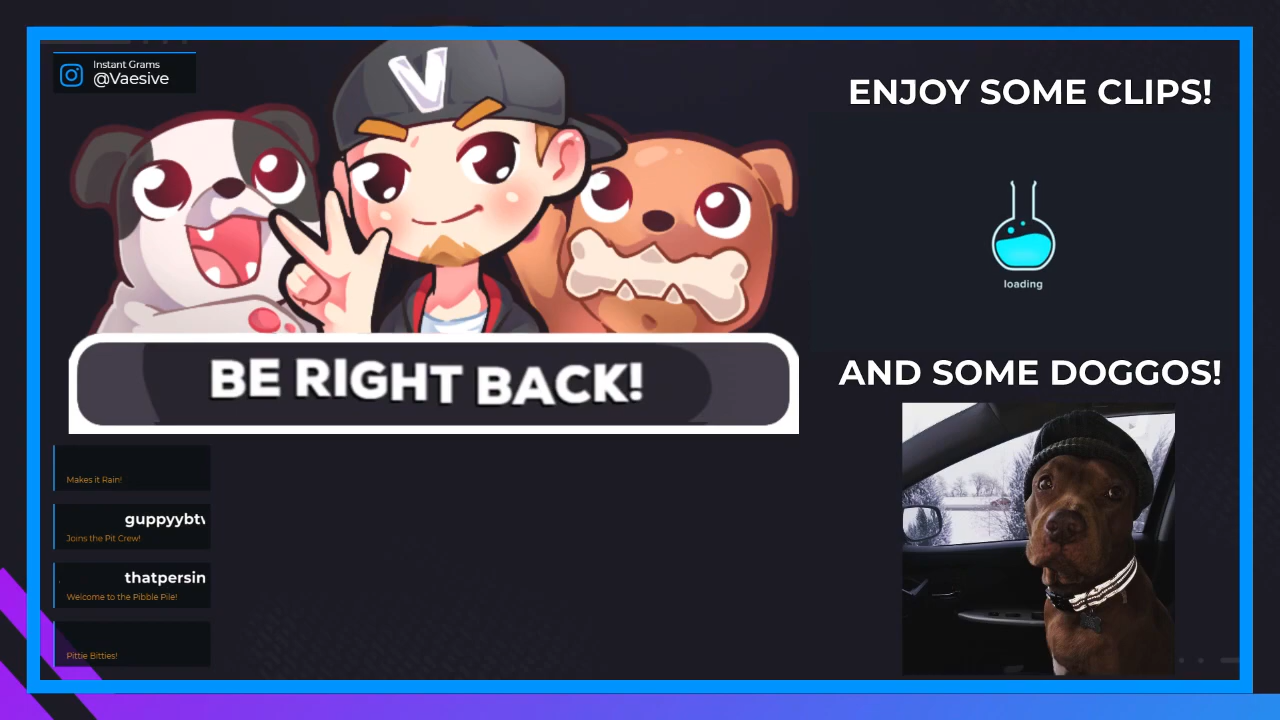 Instant Grams
@Vaesive
V
ENJOY SOME CLIPS!
loading
BE RIGHT BACK!
AND SOME DOGGOS!
Makes it Rain!
guppyybtv
Joins the Pit Crew!
thatpersin
Welcome to the Pibble Pile!
Pittie Bitties!